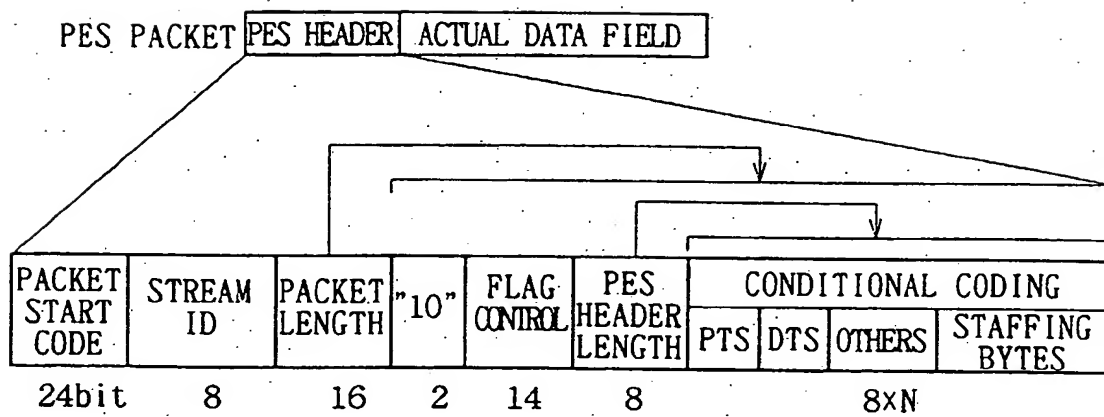 PES PACKET PES HEADER ACTUAL DATA FIELD
PACKET START CODE
STREAM ID
PACKET LENGTH
"10"
FLAG CONTROL
PES HEADER LENGTH
CONDITIONAL CODING
PTS DTS OTHERS STAFFING BYTES
24bit 8 16 2 14 8 8×N